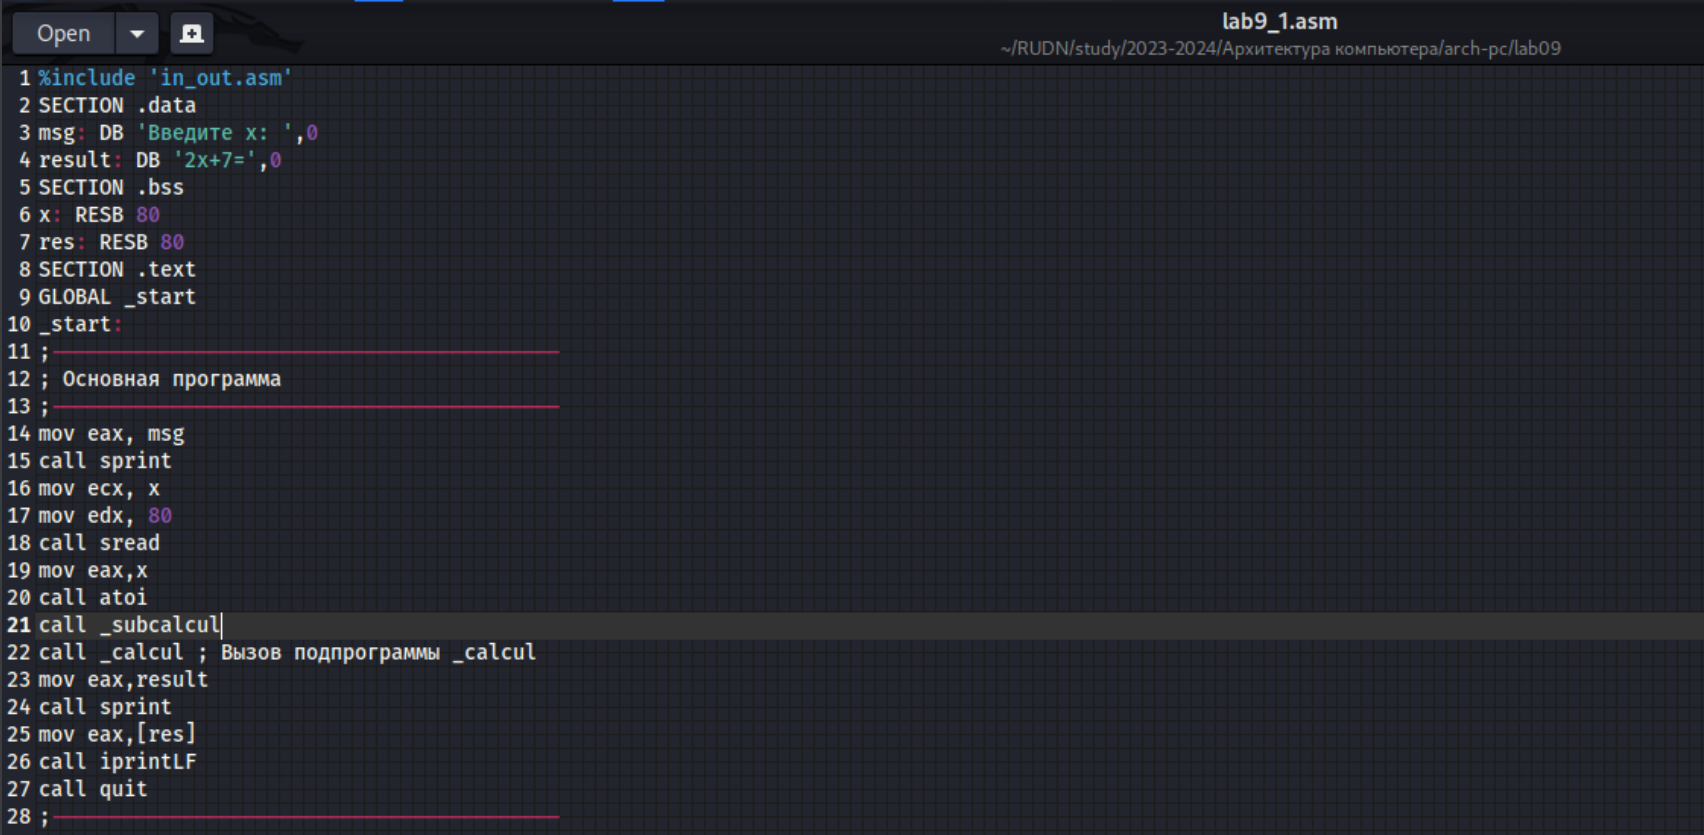 Open
lab9_1.asm
~/RUDN/study/2023-2024/Архитектура компьютера/arch-pc/lab09
1 %include 'in_out.asm'
2 SECTION .data
3 msg: DB 'Введите x: ',0
4 result: DB '2x+7=',0
5 SECTION .bss
6 x: RESB 80
7 res: RESB 80
8 SECTION .text
9 GLOBAL _start
10 _start:
11 ;------------------------------------------
12 ; Основная программа
13 ;------------------------------------------
14 mov eax, msg
15 call sprint
16 mov ecx, x
17 mov edx, 80
18 call sread
19 mov eax,x
20 call atoi
21 call _subcalcul
22 call _calcul ; Вызов подпрограммы _calcul
23 mov eax,result
24 call sprint
25 mov eax,[res]
26 call iprintLF
27 call quit
28 ;------------------------------------------